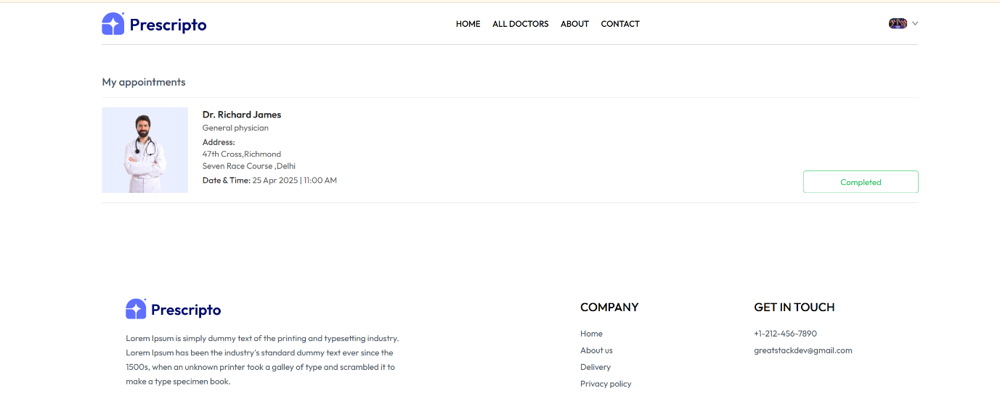 Prescripto
HOME ALL DOCTORS ABOUT CONTACT
My appointments
Dr. Richard James
General physician
Address:
47th Cross,Richmond
Seven Race Course ,Delhi
Date & Time: 25 Apr 2025 | 11:00 AM
Completed
Prescripto
Lorem Ipsum is simply dummy text of the printing and typesetting industry.
Lorem Ipsum has been the industry's standard dummy text ever since the
1500s, when an unknown printer took a galley of type and scrambled it to
make a type specimen book.
COMPANY
Home
About us
Delivery
Privacy policy
GET IN TOUCH
+1-212-456-7890
greatstackdev@gmail.com